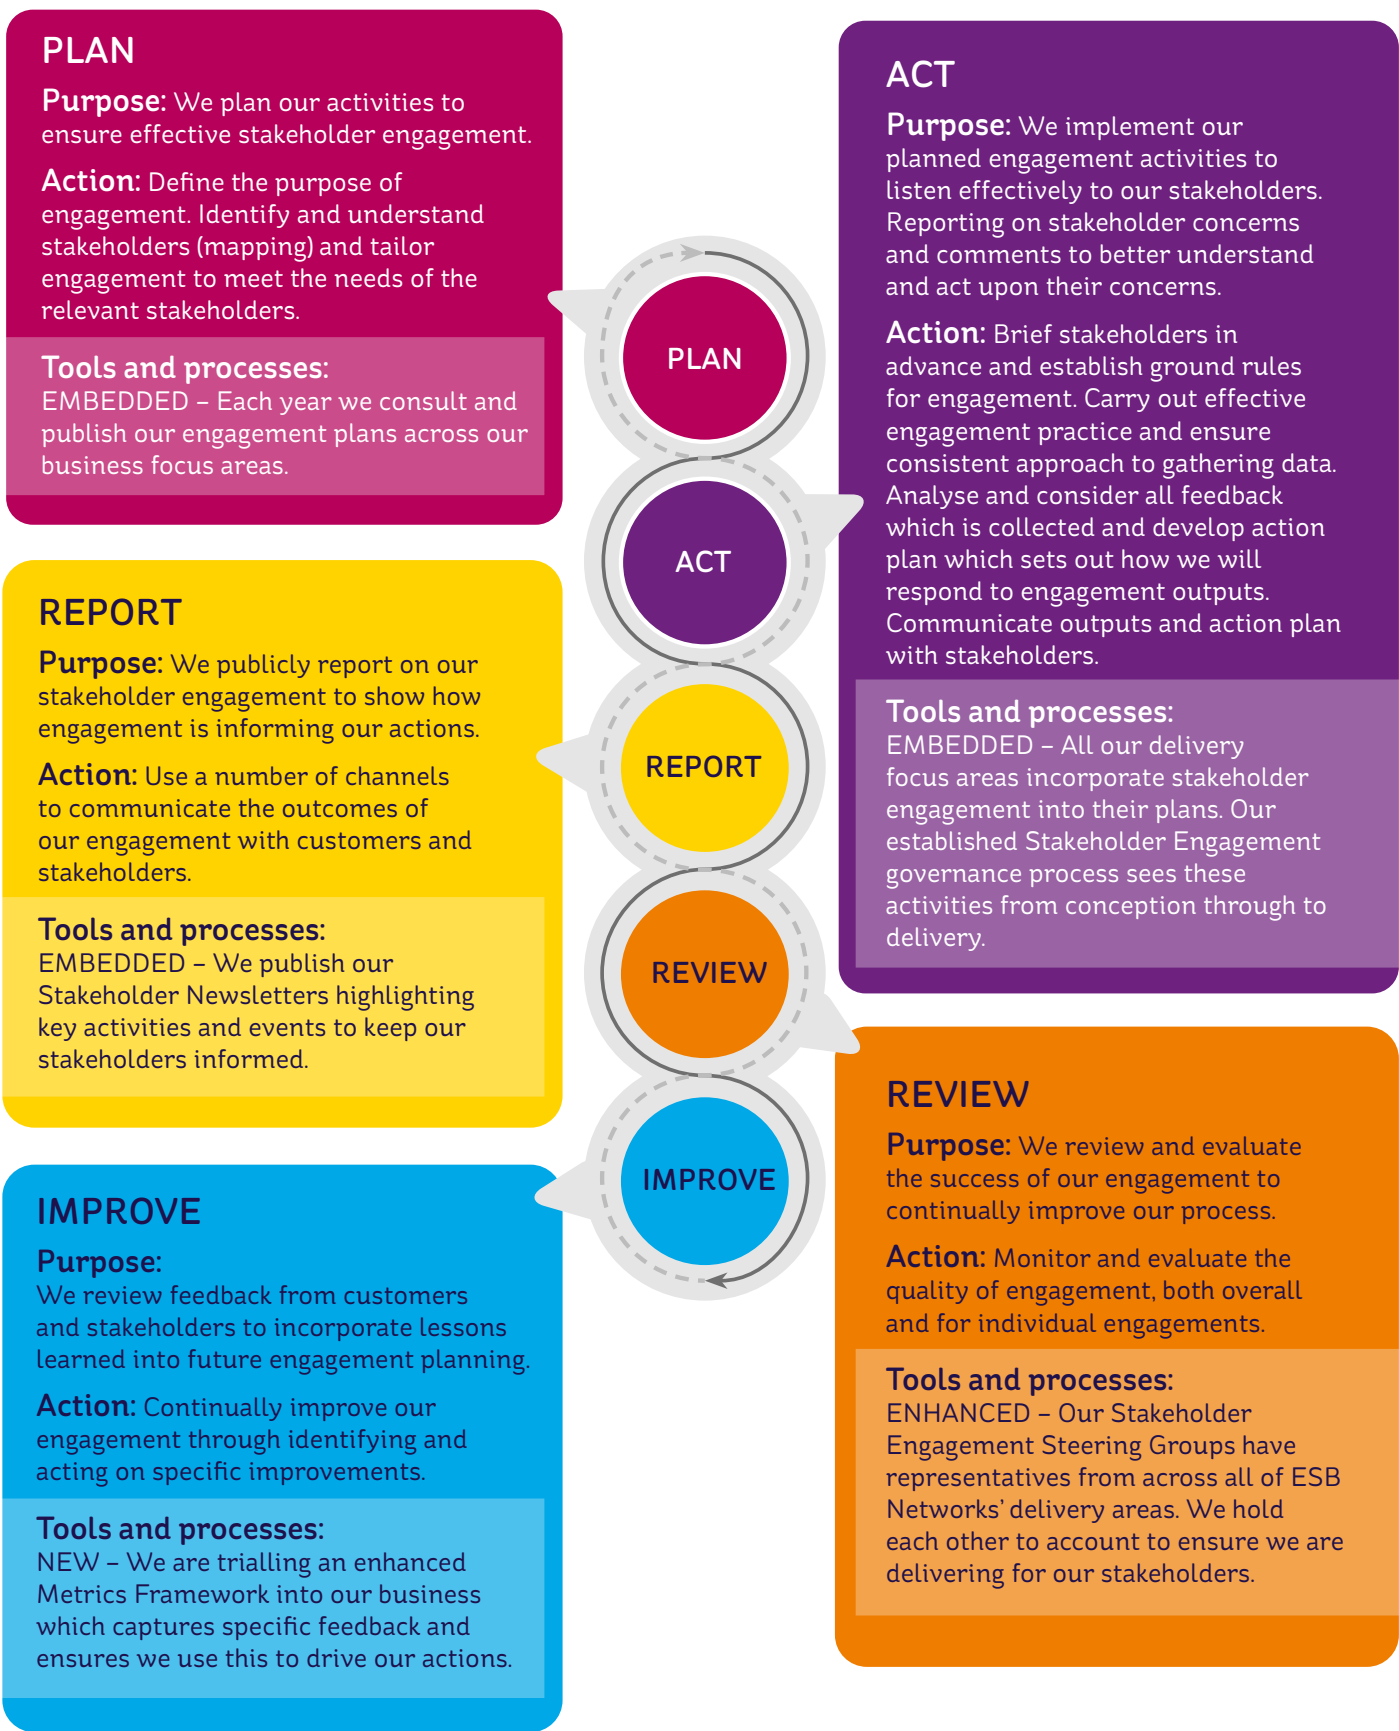 PLAN
Purpose: We plan our activities to
ensure effective stakeholder engagement.
Action: Define the purpose of
engagement. Identify and understand
stakeholders (mapping) and tailor
engagement to meet the needs of the
relevant stakeholders.
Tools and processes:
EMBEDDED – Each year we consult and
publish our engagement plans across our
business focus areas.
ACT
Purpose: We implement our
planned engagement activities to
listen effectively to our stakeholders.
Reporting on stakeholder concerns
and comments to better understand
and act upon their concerns.
Action: Brief stakeholders in
advance and establish ground rules
for engagement. Carry out effective
engagement practice and ensure
consistent approach to gathering data.
Analyse and consider all feedback
which is collected and develop action
plan which sets out how we will
respond to engagement outputs.
Communicate outputs and action plan
with stakeholders.
Tools and processes:
EMBEDDED – All our delivery
focus areas incorporate stakeholder
engagement into their plans. Our
established Stakeholder Engagement
governance process sees these
activities from conception through to
delivery.
PLAN
ACT
REPORT
REVIEW
IMPROVE
REPORT
Purpose: We publicly report on our
stakeholder engagement to show how
engagement is informing our actions.
Action: Use a number of channels
to communicate the outcomes of
our engagement with customers and
stakeholders.
Tools and processes:
EMBEDDED – We publish our
Stakeholder Newsletters highlighting
key activities and events to keep our
stakeholders informed.
REVIEW
Purpose: We review and evaluate
the success of our engagement to
continually improve our process.
Action: Monitor and evaluate the
quality of engagement, both overall
and for individual engagements.
Tools and processes:
ENHANCED – Our Stakeholder
Engagement Steering Groups have
representatives from across all of ESB
Networks’ delivery areas. We hold
each other to account to ensure we are
delivering for our stakeholders.
IMPROVE
Purpose:
We review feedback from customers
and stakeholders to incorporate lessons
learned into future engagement planning.
Action: Continually improve our
engagement through identifying and
acting on specific improvements.
Tools and processes:
NEW – We are trialling an enhanced
Metrics Framework into our business
which captures specific feedback and
ensures we use this to drive our actions.